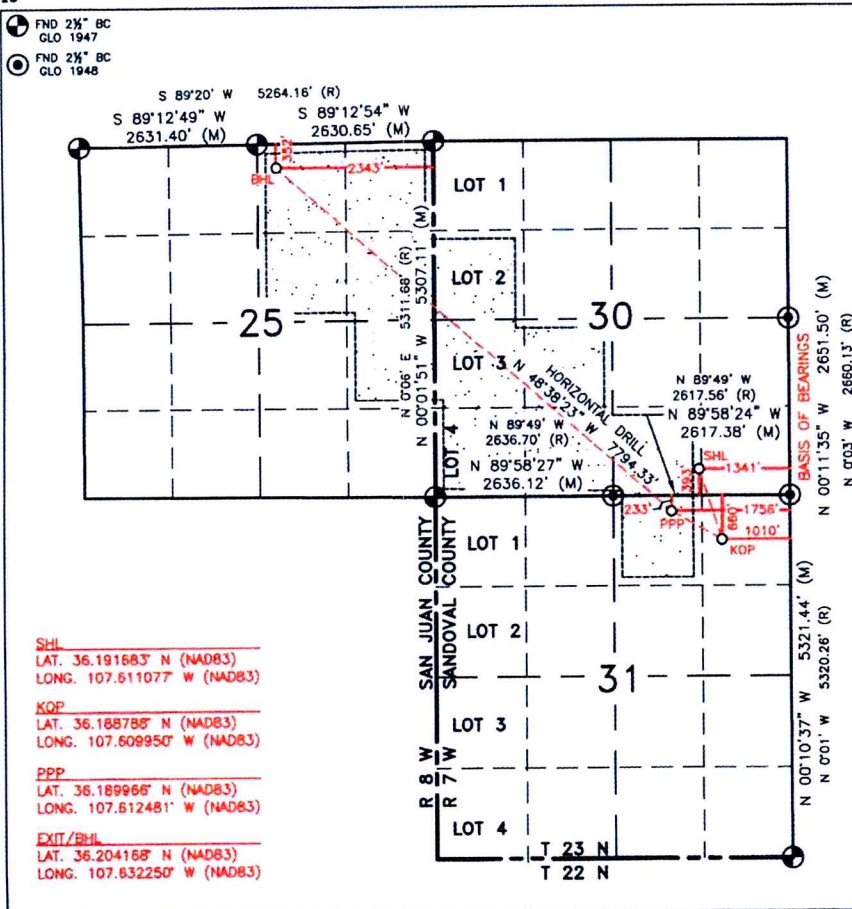 FND 2½" BC
GLO 1947
FND 2½" BC
GLO 1948
S 89°20' W 5264.16' (R)
S 89°12'49" W
2631.40' (M)
S 89°12'54" W
2630.65' (M)
352'
BHL
2343'
LOT 1
LOT 2
25
30
N 0°06' E 5311.68' (R)
N 00°01'51" W 5307.11' (M)
LOT 3
HORIZONTAL DRILL
N 48°38'23" W 7794.33'
LOT 4
N 89°49' W
2636.70' (R)
N 89°58'27" W
2636.12' (M)
N 89°49' W
2617.56' (R)
N 89°58'24" W
2617.38' (M)
BASIS OF BEARINGS
N 00°11'35" W 2651.50' (M)
N 0°03' W 2660.13' (R)
SHL
1341'
393'
233'
PPP
1756'
660'
1010'
KOP
LOT 1
LOT 2
31
LOT 3
LOT 4
SAN JUAN COUNTY
SANDOVAL COUNTY
R 8 W
R 7 W
N 00°10'37" W 5321.44' (M)
N 0°01' W 5320.26' (R)
T 23 N
T 22 N
SHL
LAT. 36.191683° N (NAD83)
LONG. 107.611077° W (NAD83)
KOP
LAT. 36.188788° N (NAD83)
LONG. 107.609950° W (NAD83)
PPP
LAT. 36.189966° N (NAD83)
LONG. 107.612481° W (NAD83)
EXIT/BHL
LAT. 36.204168° N (NAD83)
LONG. 107.632250° W (NAD83)